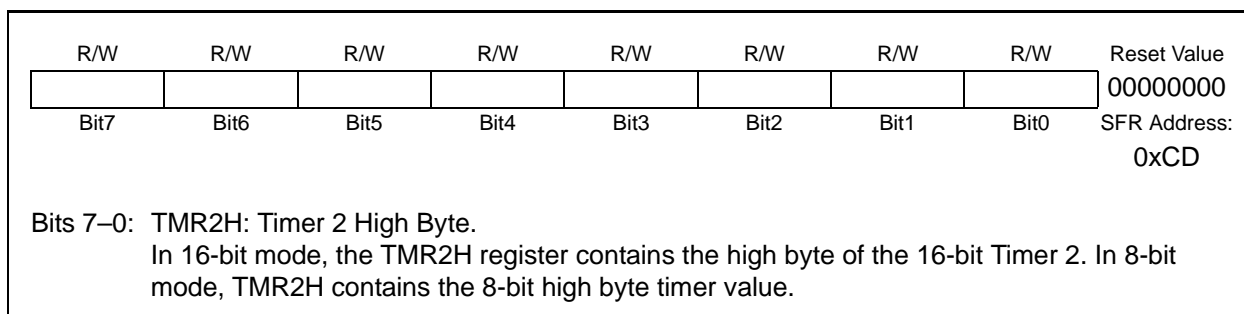 R/W R/W R/W R/W R/W R/W R/W R/W Reset Value
00000000
Bit7 Bit6 Bit5 Bit4 Bit3 Bit2 Bit1 Bit0 SFR Address:
0xCD
Bits 7–0: TMR2H: Timer 2 High Byte.
In 16-bit mode, the TMR2H register contains the high byte of the 16-bit Timer 2. In 8-bit
mode, TMR2H contains the 8-bit high byte timer value.